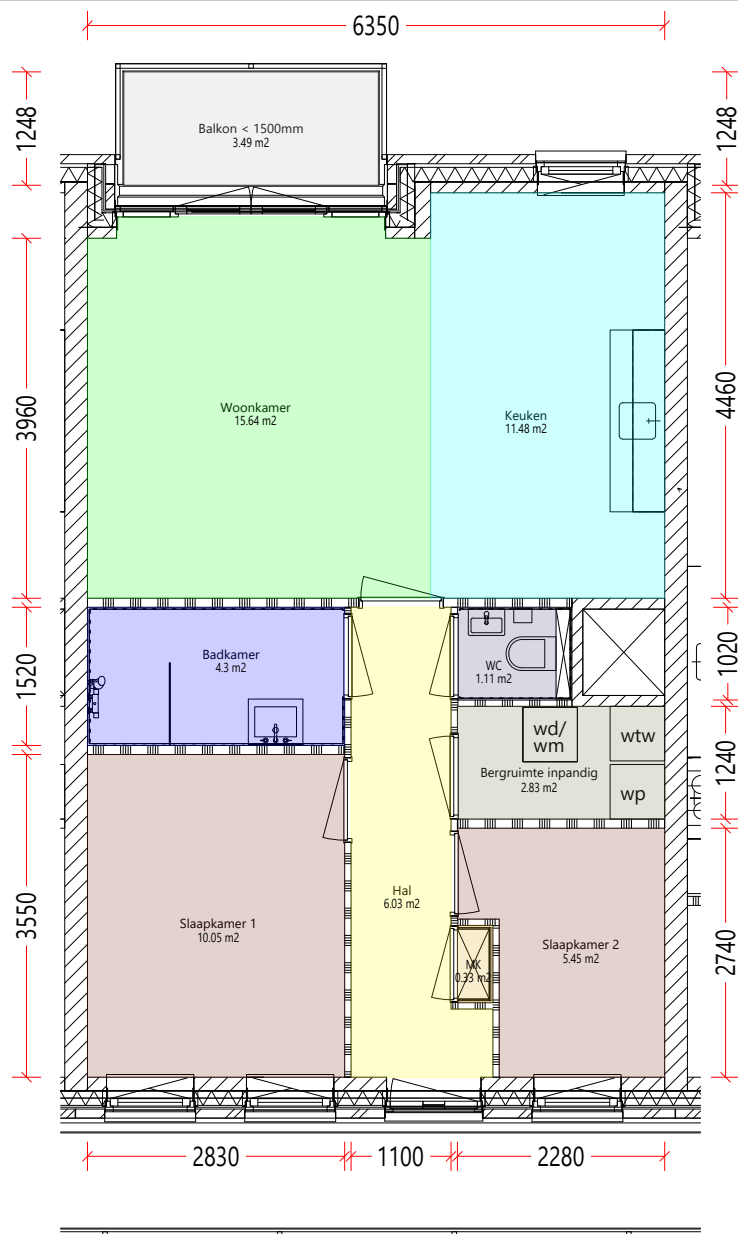 6350
1248
1248
Balkon < 1500mm
3.49 m2
3960
4460
Woonkamer
15.64 m2
Keuken
11.48 m2
1520
1020
Badkamer
4.3 m2
WC
1.11 m2
wd/
wm
wtw
Bergruimte inpandig
2.83 m2
wp
1240
3550
2740
Hal
6.03 m2
Slaapkamer 1
10.05 m2
Slaapkamer 2
5.45 m2
MK
0.33 m2
2830
1100
2280